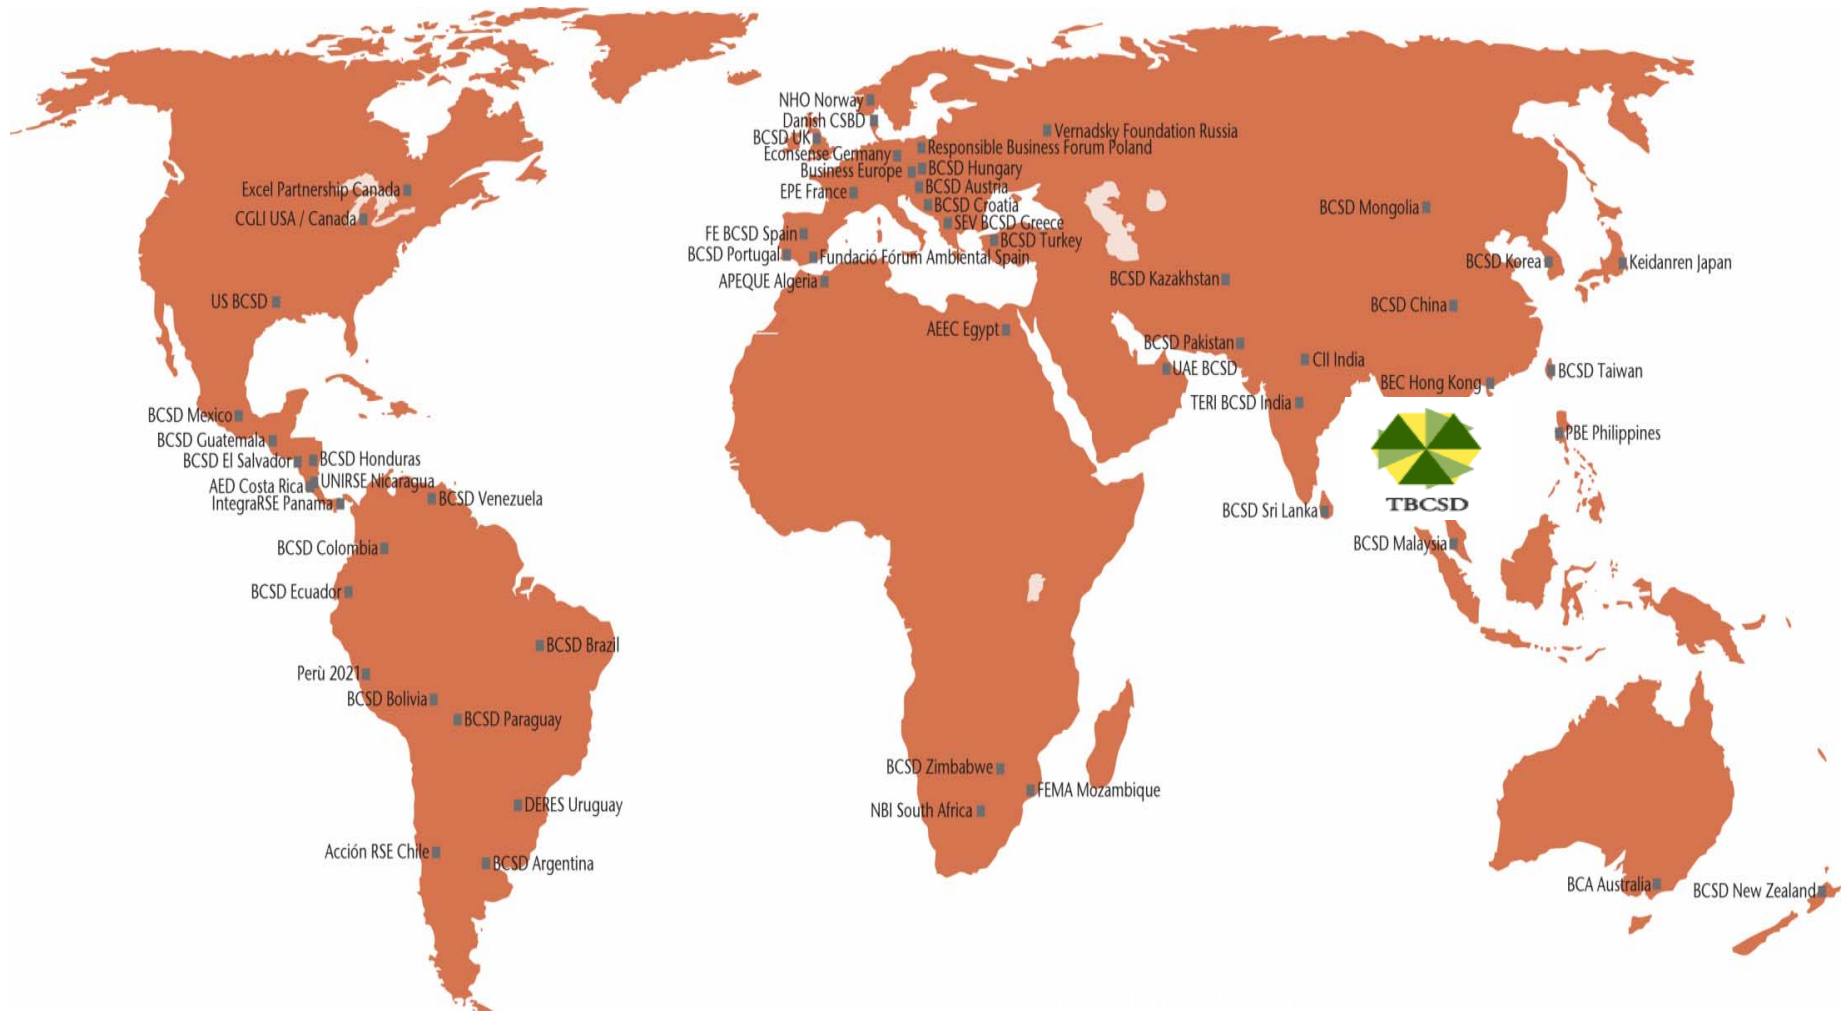 NHO Norway
Danish CSBD
BCSD UK
Vernadsky Foundation Russia
Responsible Business Forum Poland
Econsense Germany
Business Europe
BCSD Hungary
BCSD Austria
EPE France
Excel Partnership Canada
BCSD Croatia
BCSD Mongolia
CGLI USA / Canada
SEV BCSD Greece
FE BCSD Spain
BCSD Turkey
BCSD Portugal
Fundació Fórum Ambiental Spain
BCSD Korea
Keidanren Japan
APEQUE Algeria
BCSD Kazakhstan
US BCSD
BCSD China
AEEC Egypt
BCSD Pakistan
CII India
UAE BCSD
BCSD Taiwan
BEC Hong Kong
TERI BCSD India
BCSD Mexico
PBE Philippines
BCSD Guatemala
BCSD El Salvador
BCSD Honduras
UNIRSE Nicaragua
AED Costa Rica
IntegraRSE Panama
BCSD Venezuela
TBCSD
BCSD Sri Lanka
BCSD Malaysia
BCSD Colombia
BCSD Ecuador
BCSD Brazil
Perù 2021
BCSD Bolivia
BCSD Paraguay
BCSD Zimbabwe
FEMA Mozambique
DERES Uruguay
NBI South Africa
Acción RSE Chile
BCSD Argentina
BCA Australia
BCSD New Zealand